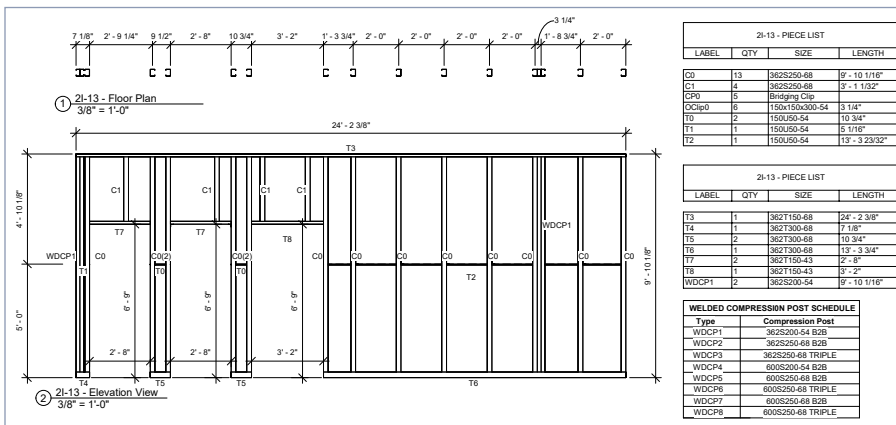 3 1/4"
7 1/8" 2' - 9 1/4" 9 1/2" 2' - 8" 10 3/4" 3' - 2" 1' - 3 3/4" 2' - 0" 2' - 0" 2' - 0" 2' - 0" 1' - 8 3/4" 2' - 0"
1 2I-13 - Floor Plan
3/8" = 1'-0"
24' - 2 3/8"
T3
4' - 10 1/8"
C1 C1 C1 C1
T7 T7 T8
WDCP1 C0 C0(2) C0(2) C0 C0 C0 C0 C0 WDCP1 C0 C0
T1 T0 T0 T2
6' - 9" 6' - 9" 6' - 9"
9' - 10 1/8"
5' - 0"
2' - 8" 2' - 8" 3' - 2"
T4 T5 T5 T6
2 2I-13 - Elevation View
3/8" = 1'-0"
2I-13 - PIECE LIST
LABEL QTY SIZE LENGTH
C0 13 362S250-68 9' - 10 1/16"
C1 4 362S250-68 3' - 1 1/32"
CP0 5 Bridging Clip
OClip0 6 150x150x300-54 3 1/4"
T0 2 150U50-54 10 3/4"
T1 1 150U50-54 5 1/16"
T2 1 150U50-54 13' - 3 23/32"
2I-13 - PIECE LIST
LABEL QTY SIZE LENGTH
T3 1 362T150-68 24' - 2 3/8"
T4 1 362T300-68 7 1/8"
T5 2 362T300-68 10 3/4"
T6 1 362T300-68 13' - 3 3/4"
T7 2 362T150-43 2' - 8"
T8 1 362T150-43 3' - 2"
WDCP1 2 362S200-54 9' - 10 1/16"
WELDED COMPRESSION POST SCHEDULE
Type Compression Post
WDCP1 362S200-54 B2B
WDCP2 362S250-68 B2B
WDCP3 362S250-68 TRIPLE
WDCP4 600S200-54 B2B
WDCP5 600S250-68 B2B
WDCP6 600S250-68 TRIPLE
WDCP7 600S250-68 B2B
WDCP8 600S250-68 TRIPLE